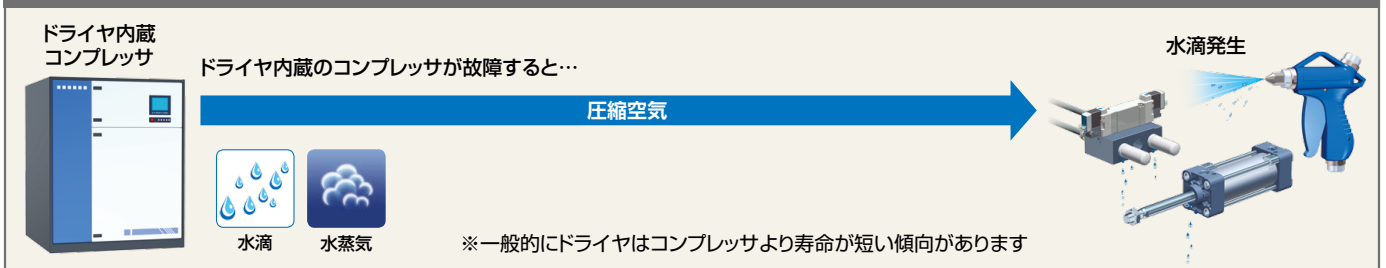 ドライヤ内蔵
コンプレッサ
ドライヤ内蔵のコンプレッサが故障すると…
圧縮空気
水滴発生
水滴
水蒸気
※一般的にドライヤはコンプレッサより寿命が短い傾向があります